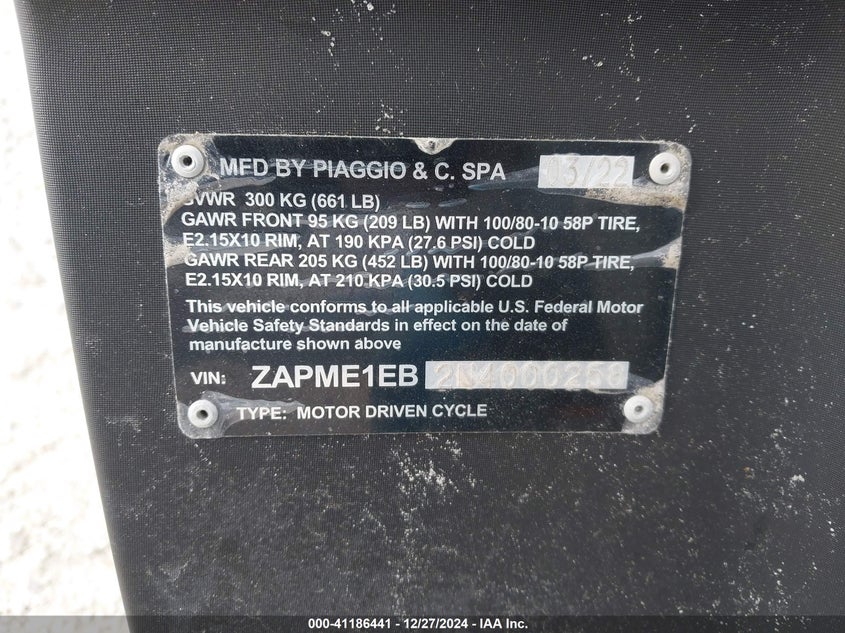 MFD BY PIAGGIO & C. SPA
GVWR 300 KG (661 LB)
GAWR FRONT 95 KG (209 LB) WITH 100/80-10 58P TIRE,
E2.15X10 RIM, AT 190 KPA (27.6 PSI) COLD
GAWR REAR 205 KG (452 LB) WITH 100/80-10 58P TIRE,
E2.15X10 RIM, AT 210 KPA (30.5 PSI) COLD
This vehicle conforms to all applicable U.S. Federal Motor
Vehicle Safety Standards in effect on the date of
manufacture shown above
VIN: ZAPME1EB
TYPE: MOTOR DRIVEN CYCLE
000-41186441 - 12/27/2024 - IAA Inc.